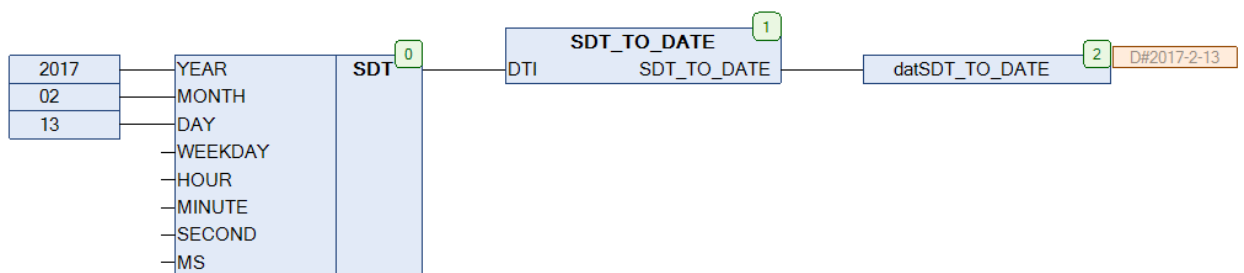 1
SDT_TO_DATE
0
2
D#2017-2-13
2017 YEAR SDT DTI SDT_TO_DATE datSDT_TO_DATE
02 MONTH
13 DAY
WEEKDAY
HOUR
MINUTE
SECOND
MS